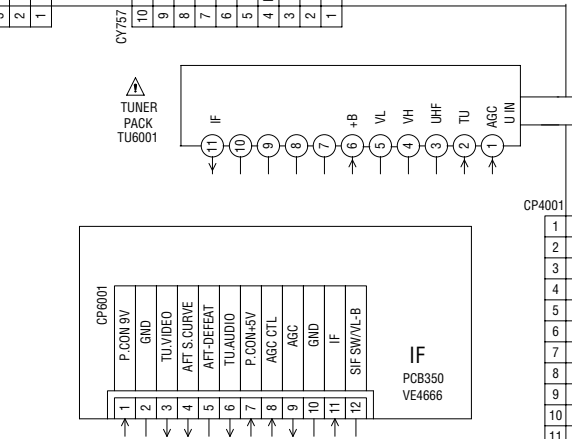 2
1
CY757
10
9
8
7
6
5
4
3
2
1
TUNER
PACK
TU6001
IF
+B
VL
VH
UHF
TU
AGC
U IN
11
10
9
8
7
6
5
4
3
2
1
CP4001
1
2
3
4
5
6
7
8
9
10
11
CP6001
P.CON 9V
GND
TU.VIDEO
AFT S.CURVE
AFT-DEFEAT
TU.AUDIO
P.CON+5V
AGC CTL
AGC
GND
IF
SIF SW/VL-B
1
2
3
4
5
6
7
8
9
10
11
12
IF
PCB350
VE4666